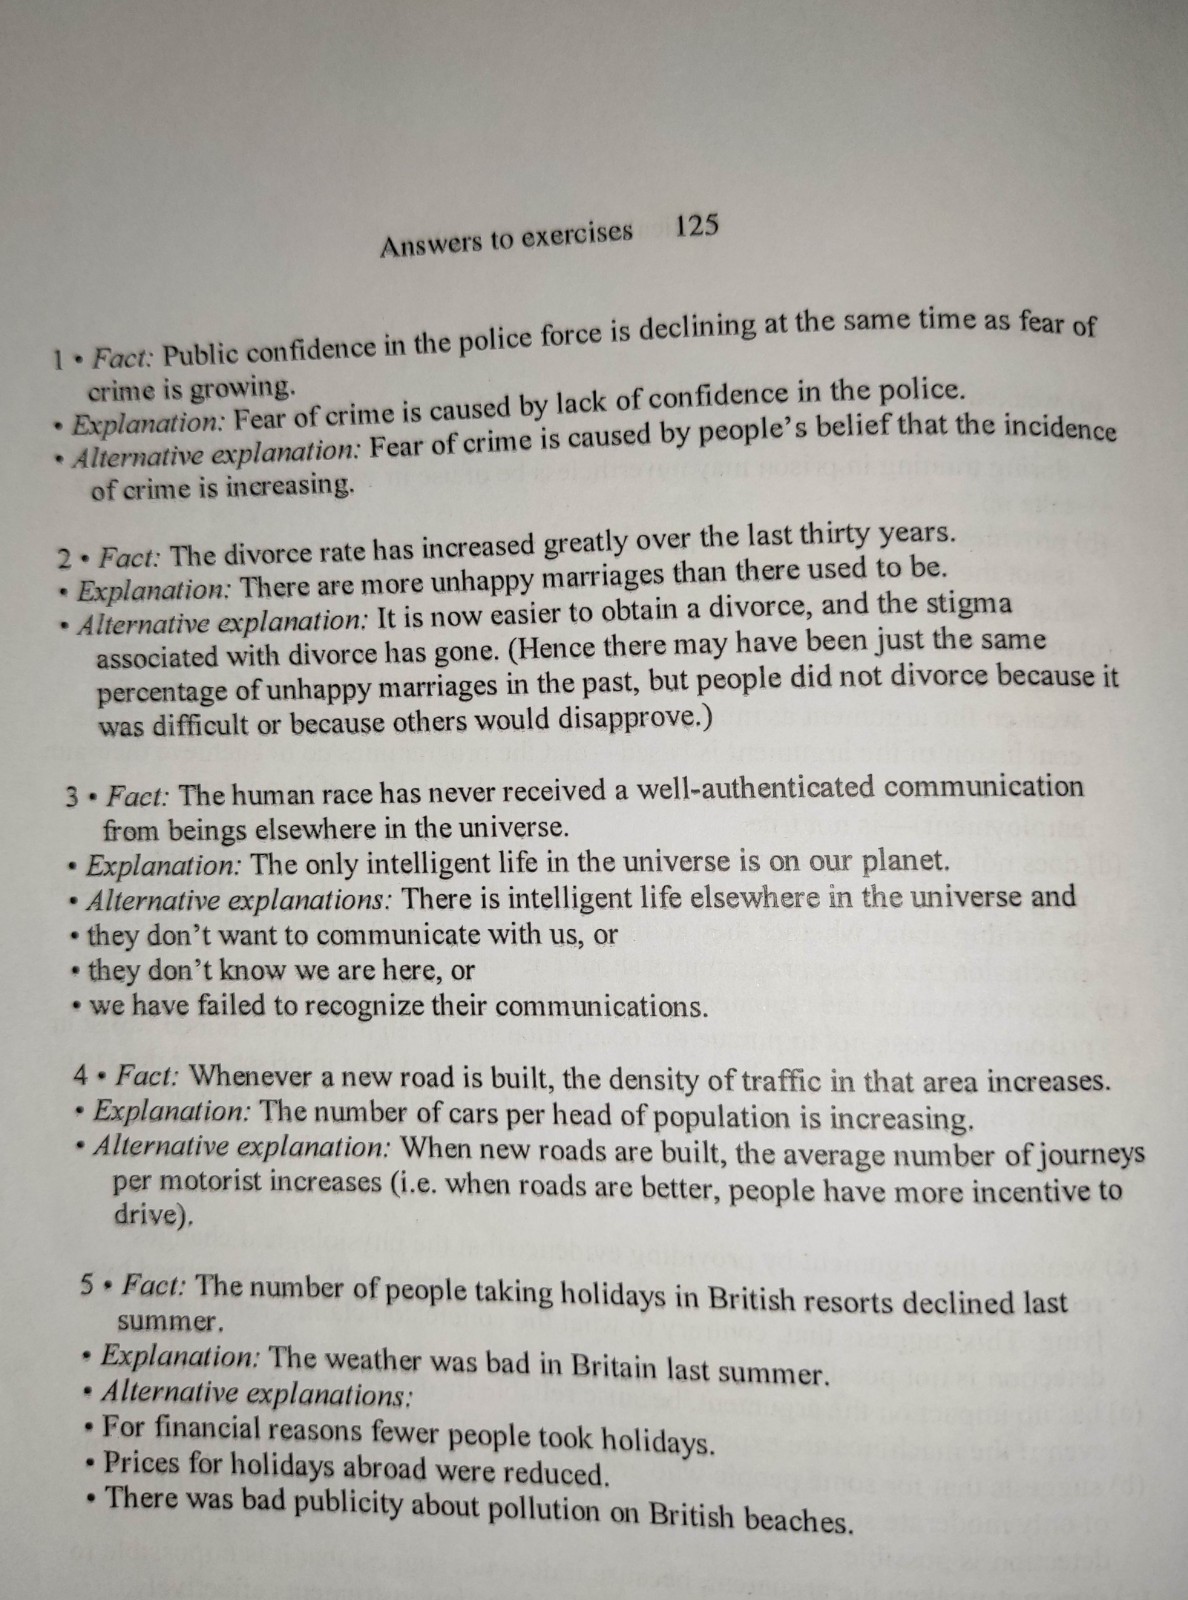 Answers to exercises 125
1 • Fact: Public confidence in the police force is declining at the same time as fear of
crime is growing.
• Explanation: Fear of crime is caused by lack of confidence in the police.
• Alternative explanation: Fear of crime is caused by people's belief that the incidence
of crime is increasing.
2 • Fact: The divorce rate has increased greatly over the last thirty years.
• Explanation: There are more unhappy marriages than there used to be.
• Alternative explanation: It is now easier to obtain a divorce, and the stigma
associated with divorce has gone. (Hence there may have been just the same
percentage of unhappy marriages in the past, but people did not divorce because it
was difficult or because others would disapprove.)
3 • Fact: The human race has never received a well-authenticated communication
from beings elsewhere in the universe.
• Explanation: The only intelligent life in the universe is on our planet.
• Alternative explanations: There is intelligent life elsewhere in the universe and
• they don't want to communicate with us, or
• they don't know we are here, or
• we have failed to recognize their communications.
4 • Fact: Whenever a new road is built, the density of traffic in that area increases.
• Explanation: The number of cars per head of population is increasing.
• Alternative explanation: When new roads are built, the average number of journeys
per motorist increases (i.e. when roads are better, people have more incentive to
drive).
5 • Fact: The number of people taking holidays in British resorts declined last
summer.
• Explanation: The weather was bad in Britain last summer.
• Alternative explanations:
• For financial reasons fewer people took holidays.
• Prices for holidays abroad were reduced.
• There was bad publicity about pollution on British beaches.